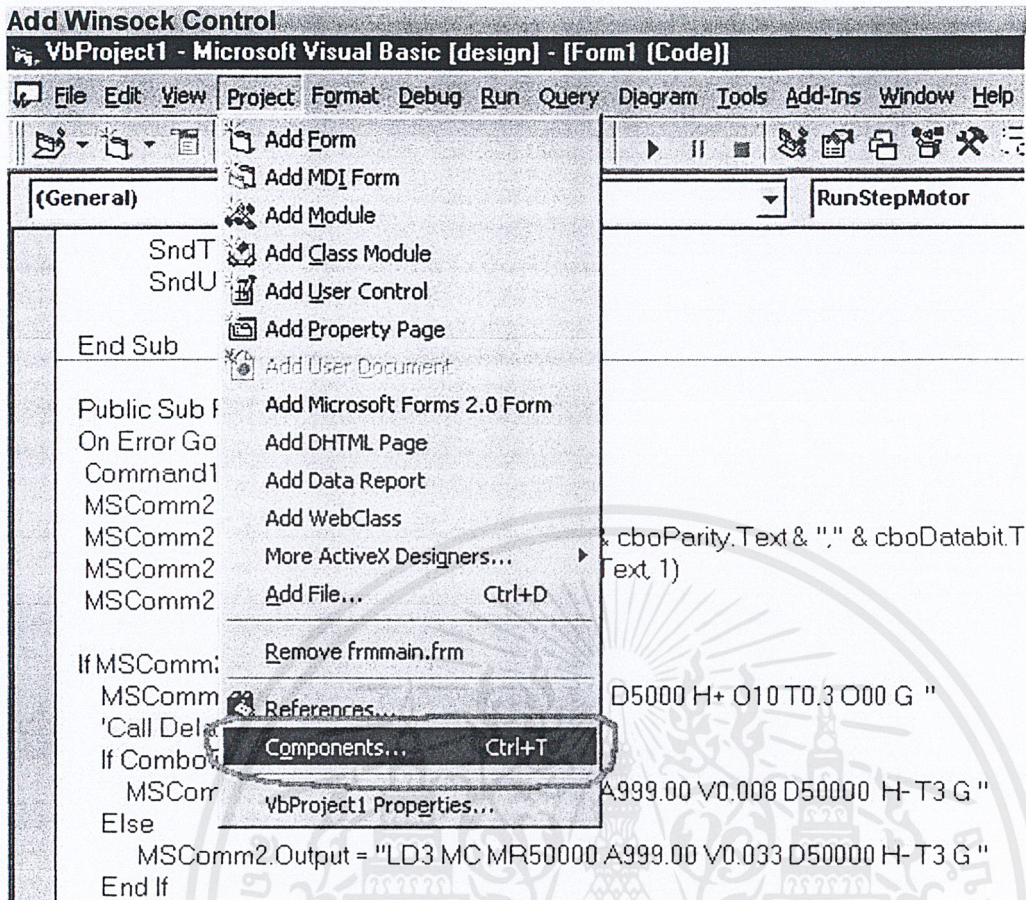 Add Winsock Control
VbProject1 - Microsoft Visual Basic [design] - [Form1 (Code)]
File Edit View Project Format Debug Run Query Diagram Tools Add-Ins Window Help
(General)
RunStepMotor
Add Form
Add MDI Form
Add Module
Add Class Module
Add User Control
Add Property Page
Add User Document
Add Microsoft Forms 2.0 Form
Add DHTML Page
Add Data Report
Add WebClass
More ActiveX Designers...
Add File... Ctrl+D
Remove frmmain.frm
References...
Components... Ctrl+T
VbProject1 Properties...
SndT
SndU
End Sub
Public Sub
On Error Go
Command1
MSComm2
MSComm2 & cboParity.Text & "," & cboDatabit.T
MSComm2 Text, 1)
MSComm2
If MSComm
MSComm D5000 H+ O10 T0.3 O00 G "
'Call Dela
If Combo
MSCom A999.00 V0.008 D50000 H- T3 G "
Else
MSComm2.Output = "LD3 MC MR50000 A999.00 V0.033 D50000 H- T3 G "
End If